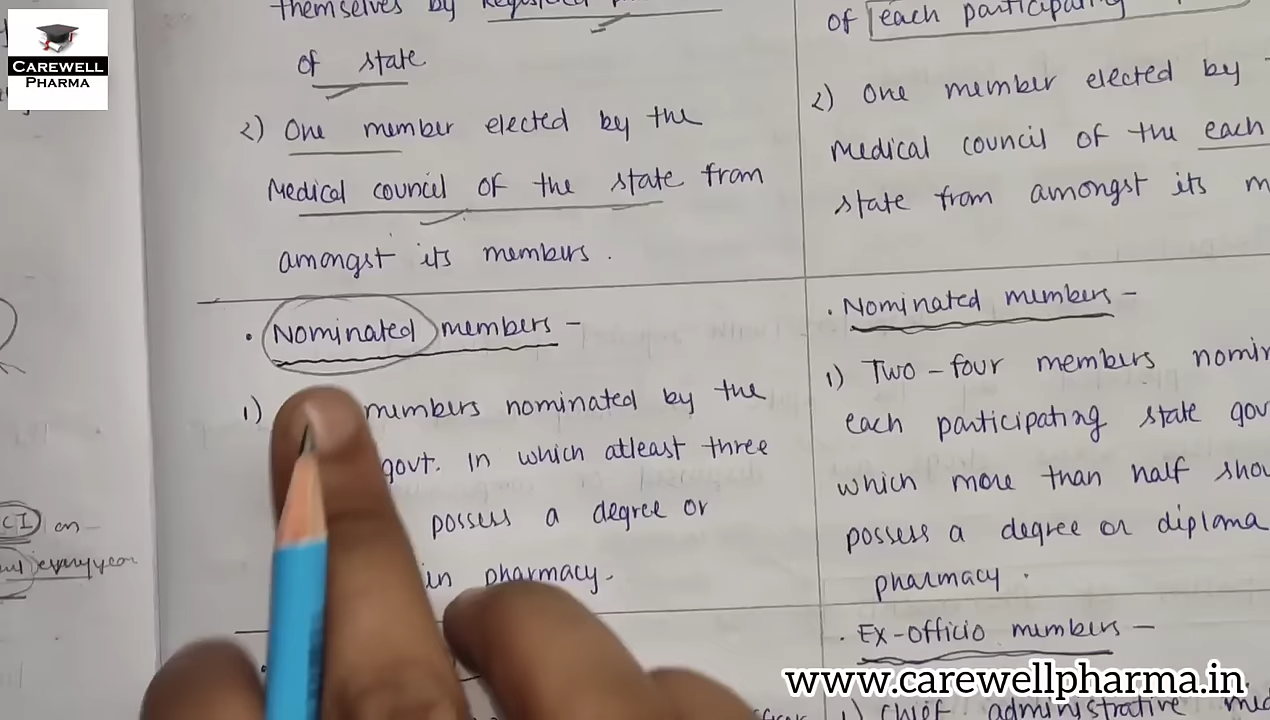 CAREWELL
PHARMA
themselves by Registered
of state
2) One member elected by the
Medical council of the state from
amongst its members.
• Nominated members -
1) members nominated by the
govt. In which atleast three
possess a degree or
in pharmacy.
of each participating
2) One member elected by
Medical council of the each
state from amongst its
• Nominated members -
1) Two-four members
each participating state
which more than half
possess a degree or diploma
pharmacy.
• Ex-officio members -
1) chief administrative
www.carewellpharma.in